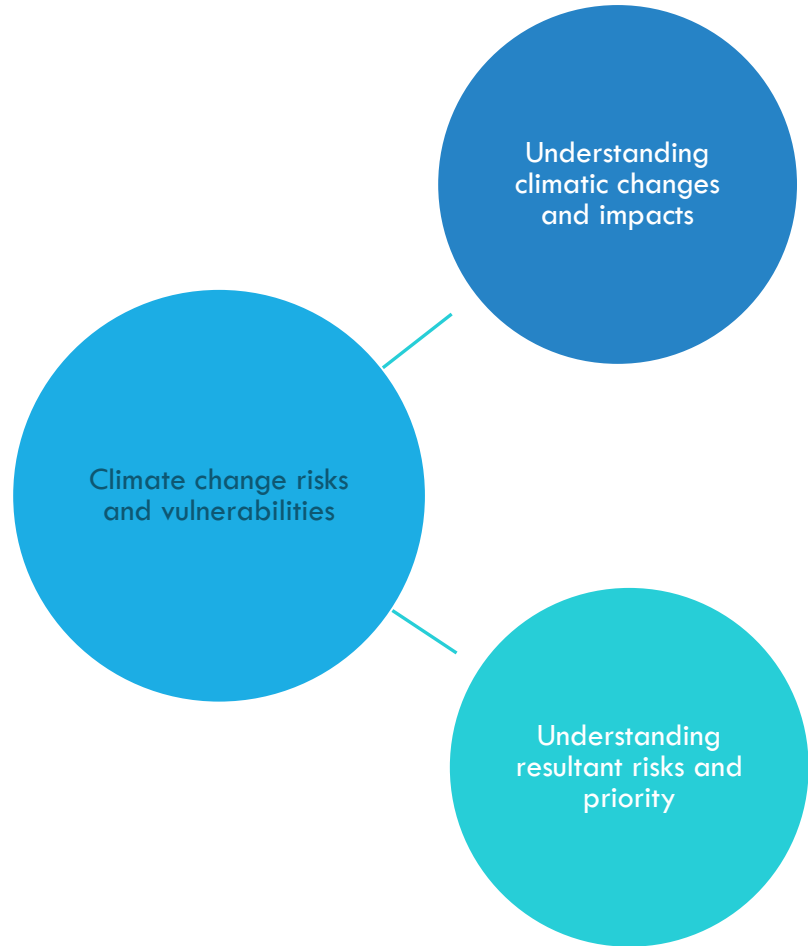 Understanding
climatic changes
and impacts
Climate change risks
and vulnerabilities
Understanding
resultant risks and
priority